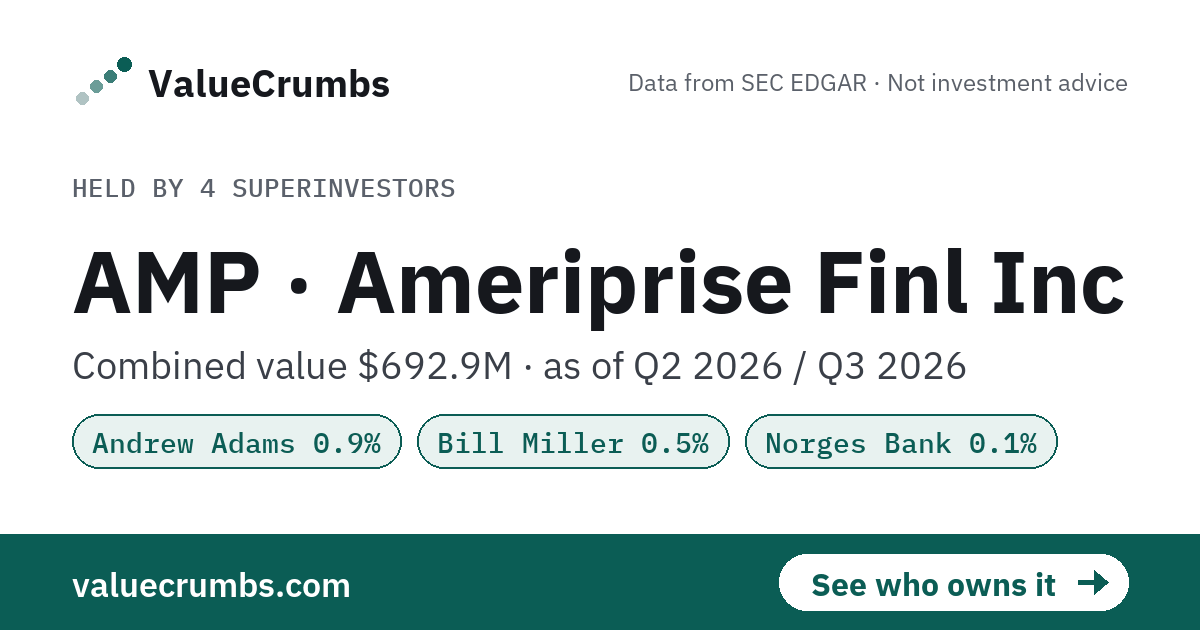 ValueCrumbs
Data from SEC EDGAR · Not investment advice
HELD BY 4 SUPERINVESTORS
AMP · Ameriprise Finl Inc
Combined value $692.9M · as of Q2 2026 / Q3 2026
Andrew Adams 0.9%
Bill Miller 0.5%
Norges Bank 0.1%
valuecrumbs.com
See who owns it →